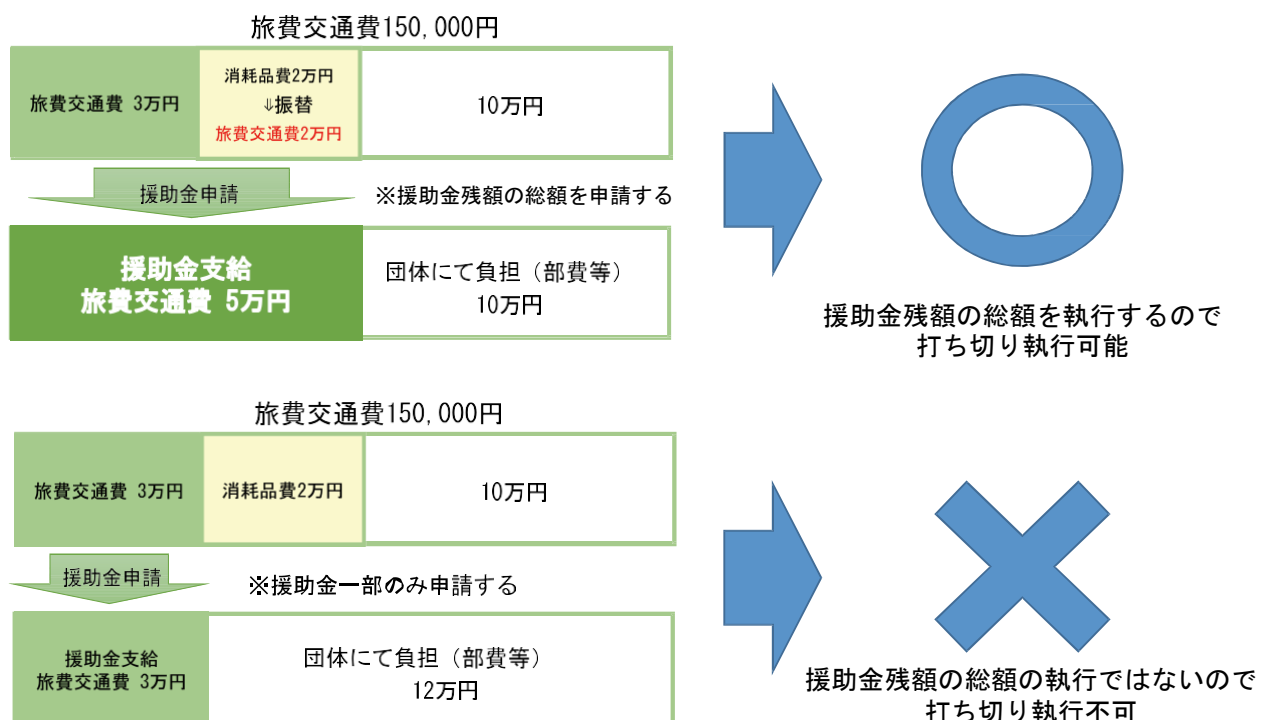 旅費交通費150,000円
旅費交通費 3万円
消耗品費2万円
⇓振替
旅費交通費2万円
10万円
援助金申請
※援助金残額の総額を申請する
援助金支給
旅費交通費 5万円
団体にて負担（部費等）
10万円
援助金残額の総額を執行するので
打ち切り執行可能
旅費交通費150,000円
旅費交通費 3万円
消耗品費2万円
10万円
援助金申請
※援助金一部のみ申請する
援助金支給
旅費交通費 3万円
団体にて負担（部費等）
12万円
援助金残額の総額の執行ではないので
打ち切り執行不可